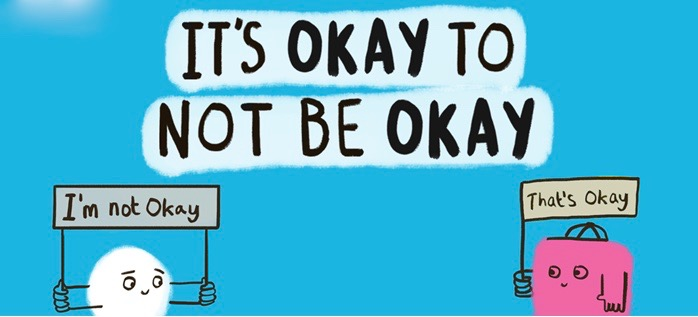 IT'S OKAY TO
NOT BE OKAY
I'm not Okay
That's Okay